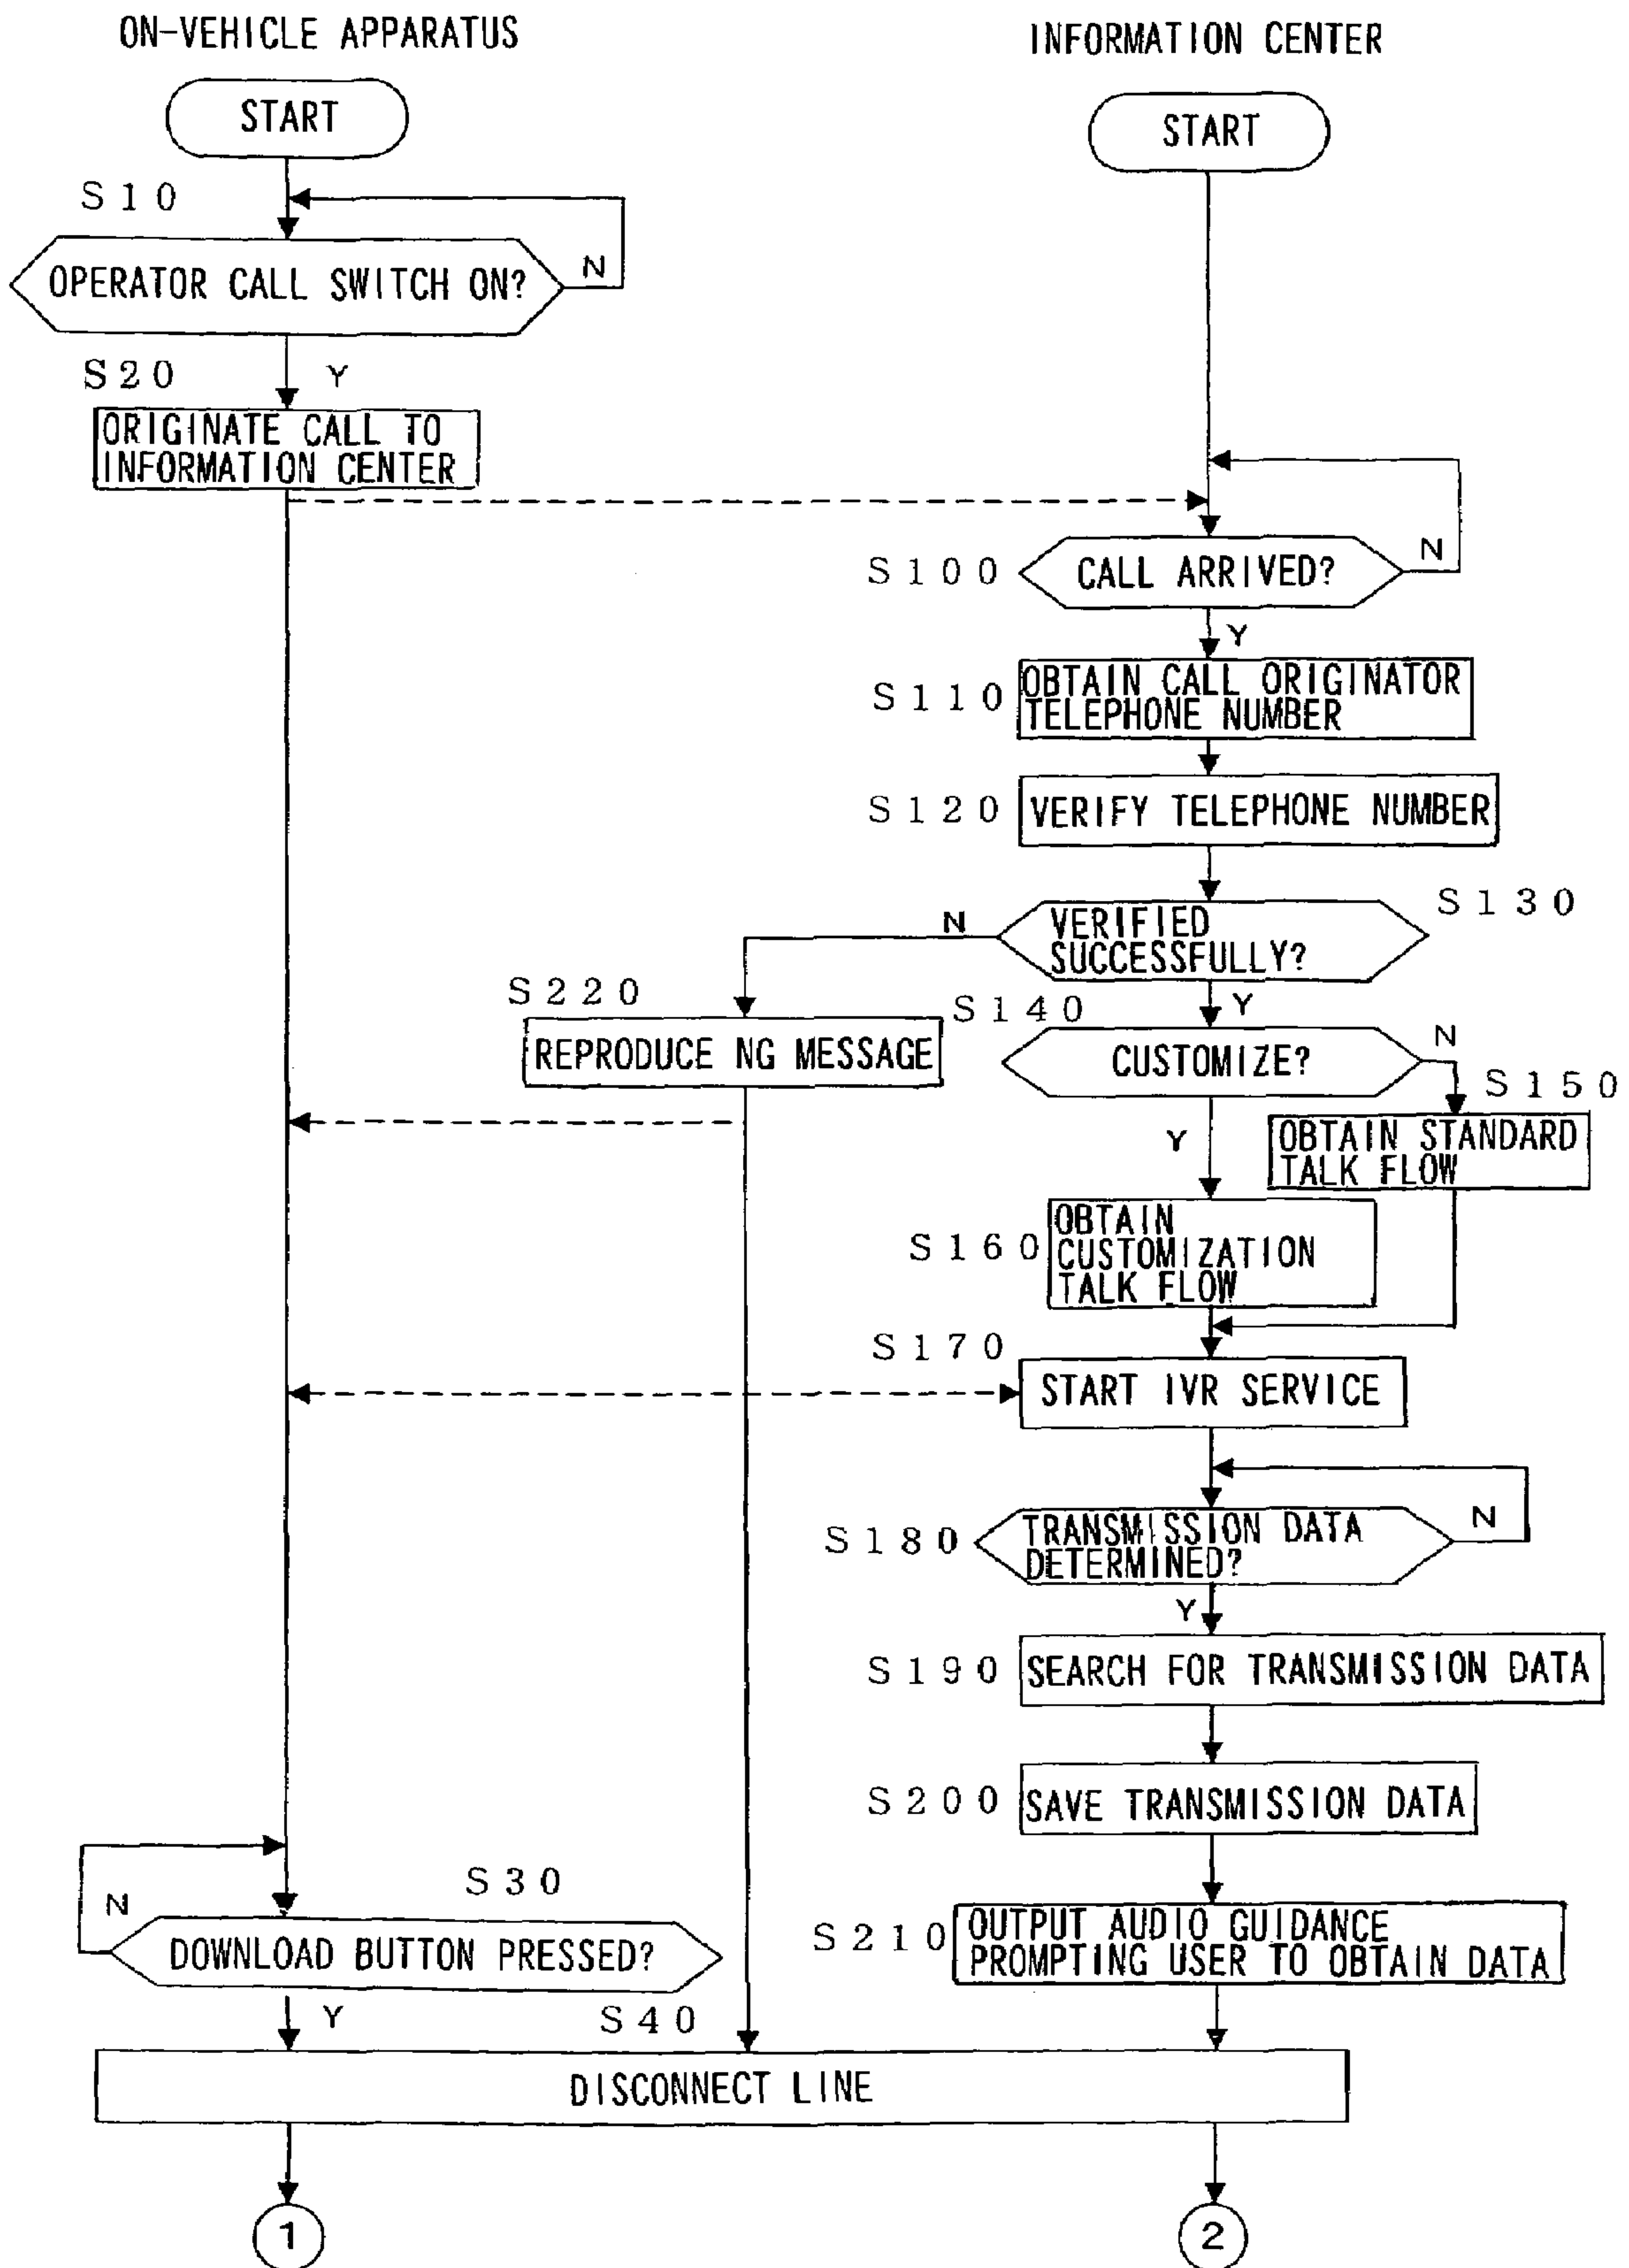 ON-VEHICLE APPARATUS
INFORMATION CENTER
START
START
S10
OPERATOR CALL SWITCH ON?
N
S20
Y
ORIGINATE CALL TO
INFORMATION CENTER
S100
CALL ARRIVED?
N
Y
S110
OBTAIN CALL ORIGINATOR
TELEPHONE NUMBER
S120
VERIFY TELEPHONE NUMBER
S130
N
VERIFIED
SUCCESSFULLY?
S220
REPRODUCE NG MESSAGE
S140
Y
CUSTOMIZE?
N
S150
Y
OBTAIN STANDARD
TALK FLOW
S160
OBTAIN
CUSTOMIZATION
TALK FLOW
S170
START IVR SERVICE
S180
TRANSMISSION DATA
DETERMINED?
N
Y
S190
SEARCH FOR TRANSMISSION DATA
S200
SAVE TRANSMISSION DATA
S30
N
DOWNLOAD BUTTON PRESSED?
S210
OUTPUT AUDIO GUIDANCE
PROMPTING USER TO OBTAIN DATA
Y
S40
DISCONNECT LINE
1
2